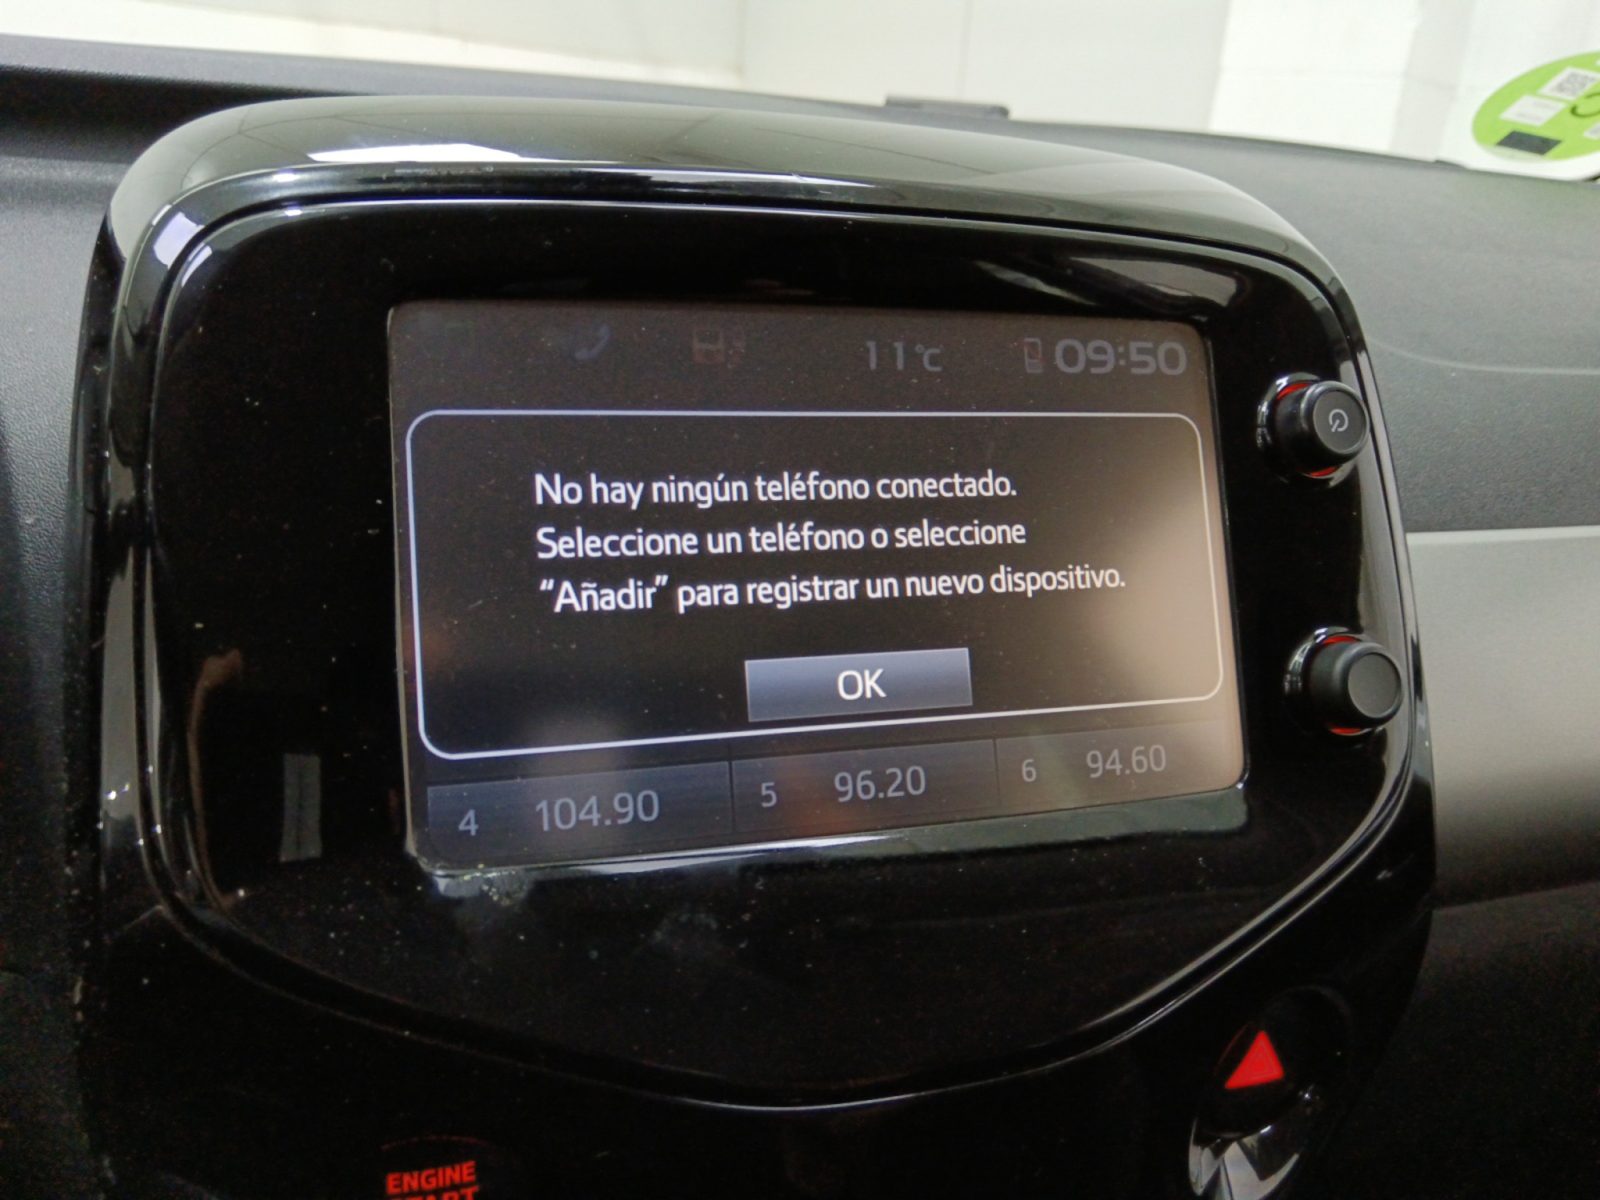 11°C 09:50
No hay ningún teléfono conectado.
Seleccione un teléfono o seleccione
“Añadir” para registrar un nuevo dispositivo.
OK
4 104.90 5 96.20 6 94.60
ENGINE
START